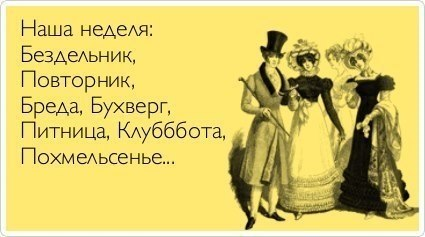 Наша неделя:
Бездельник,
Повторник,
Бреда, Бухверг,
Питница, Клубббота,
Похмельсенье...